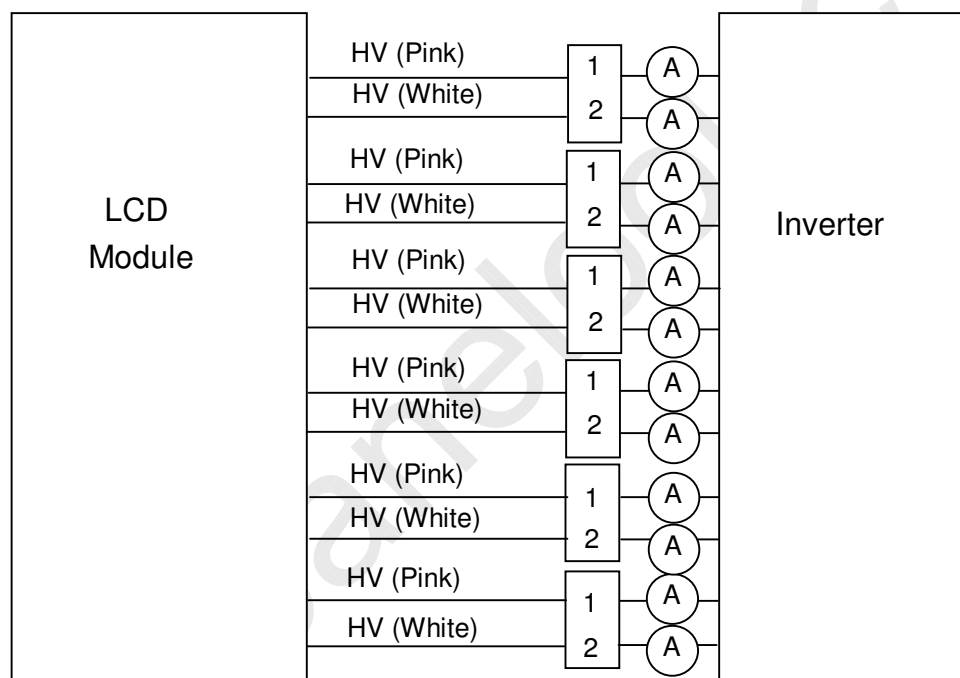 HV (Pink)
1 A
HV (White)
2 A
HV (Pink)
1 A
HV (White)
2 A
LCD
Module
Inverter
HV (Pink)
1 A
HV (White)
2 A
HV (Pink)
1 A
HV (White)
2 A
HV (Pink)
1 A
HV (White)
2 A
HV (Pink)
1 A
HV (White)
2 A